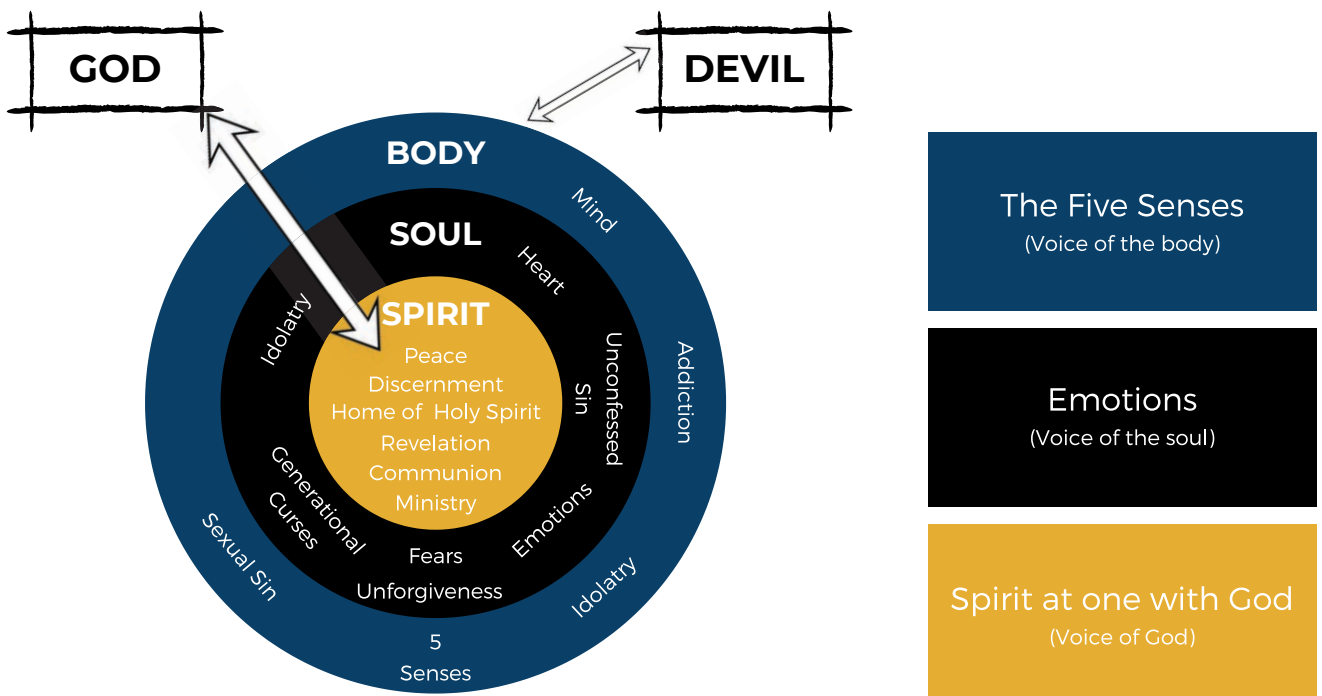 GOD
DEVIL
BODY
Mind
Addiction
Idolatry
5
Senses
Sexual Sin
SOUL
Heart
Unconfessed
Sin
Emotions
Fears
Unforgiveness
Generational
Curses
Idolatry
SPIRIT
Peace
Discernment
Home of Holy Spirit
Revelation
Communion
Ministry
The Five Senses
(Voice of the body)
Emotions
(Voice of the soul)
Spirit at one with God
(Voice of God)